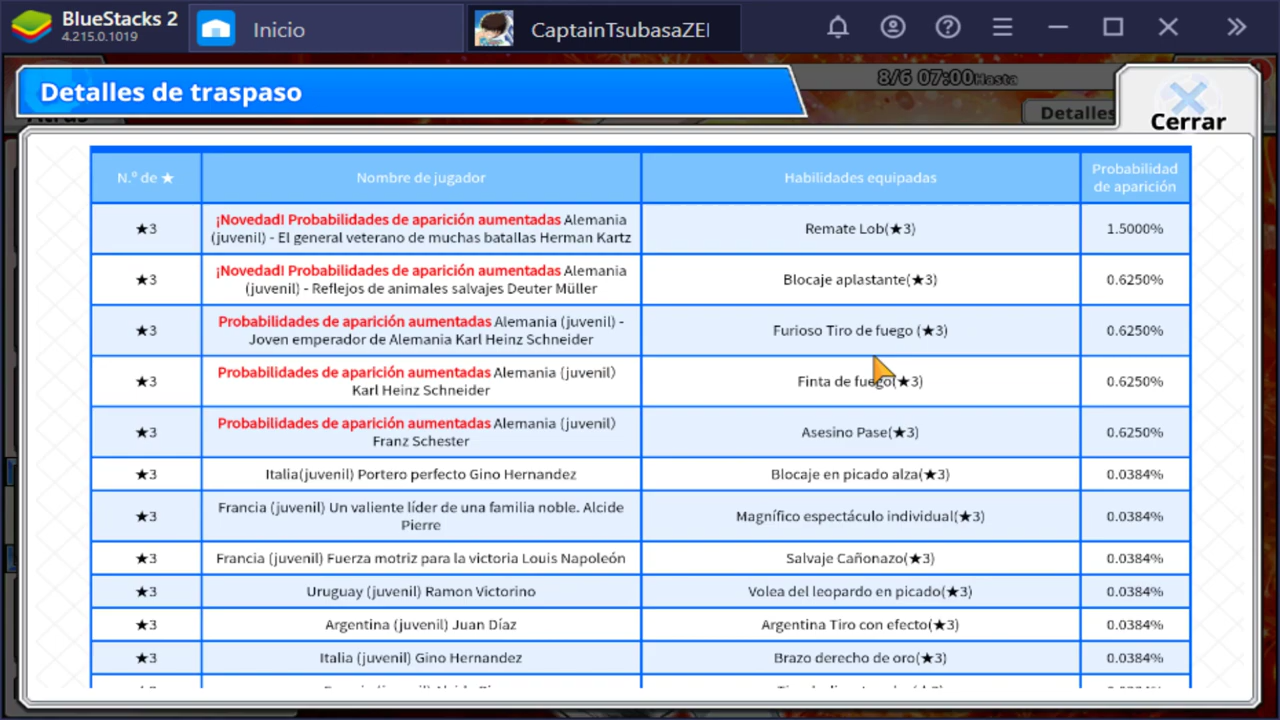 BlueStacks 2
4.215.0.1019
Inicio
CaptainTsubasaZEI
8/6 07:00Hasta
Detalles de traspaso
Atrás
Detalles
Cerrar
N.º de ★ Nombre de jugador Habilidades equipadas Probabilidad de aparición
★3 ¡Novedad! Probabilidades de aparición aumentadas Alemania
(juvenil) - El general veterano de muchas batallas Herman Kartz Remate Lob(★3) 1.5000%
★3 ¡Novedad! Probabilidades de aparición aumentadas Alemania
(juvenil) - Reflejos de animales salvajes Deuter Müller Blocaje aplastante(★3) 0.6250%
★3 Probabilidades de aparición aumentadas Alemania (juvenil) -
Joven emperador de Alemania Karl Heinz Schneider Furioso Tiro de fuego (★3) 0.6250%
★3 Probabilidades de aparición aumentadas Alemania (juvenil)
Karl Heinz Schneider Finta de fuego(★3) 0.6250%
★3 Probabilidades de aparición aumentadas Alemania (juvenil)
Franz Schester Asesino Pase(★3) 0.6250%
★3 Italia(juvenil) Portero perfecto Gino Hernandez Blocaje en picado alza(★3) 0.0384%
★3 Francia (juvenil) Un valiente líder de una familia noble. Alcide
Pierre Magnífico espectáculo individual(★3) 0.0384%
★3 Francia (juvenil) Fuerza motriz para la victoria Louis Napoleón Salvaje Cañonazo(★3) 0.0384%
★3 Uruguay (juvenil) Ramon Victorino Volea del leopardo en picado(★3) 0.0384%
★3 Argentina (juvenil) Juan Díaz Argentina Tiro con efecto(★3) 0.0384%
★3 Italia (juvenil) Gino Hernandez Brazo derecho de oro(★3) 0.0384%